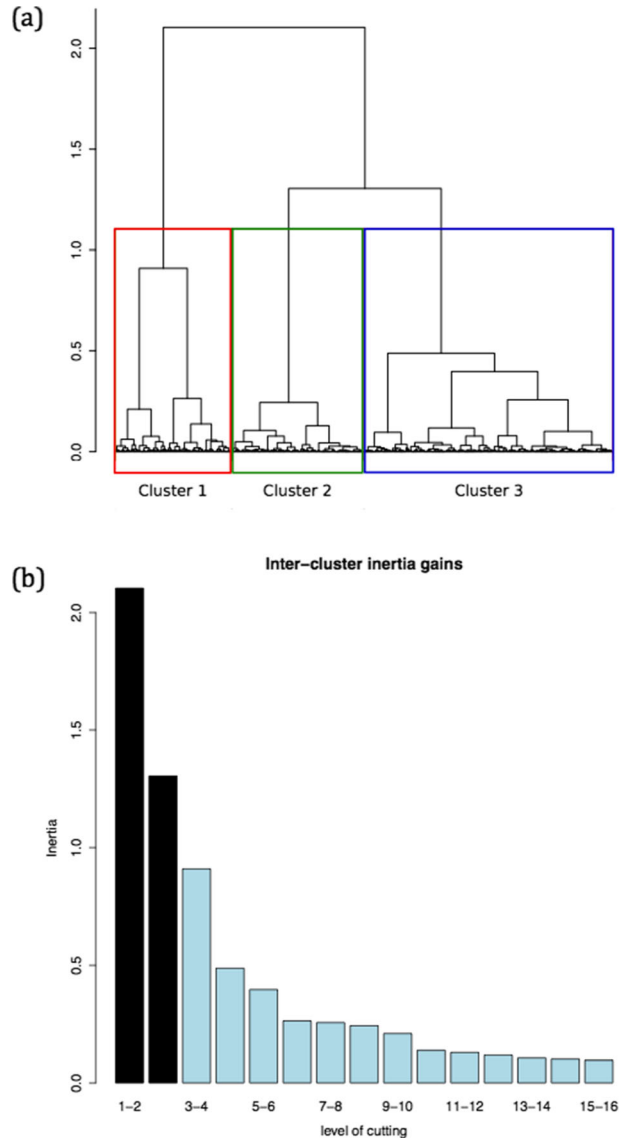 (a)
2.0
1.5
1.0
0.5
0.0
Cluster 1 Cluster 2 Cluster 3
(b)
Inter-cluster inertia gains
2.0
1.5
1.0
0.5
0.0
Inertia
1-2 3-4 5-6 7-8 9-10 11-12 13-14 15-16
level of cutting